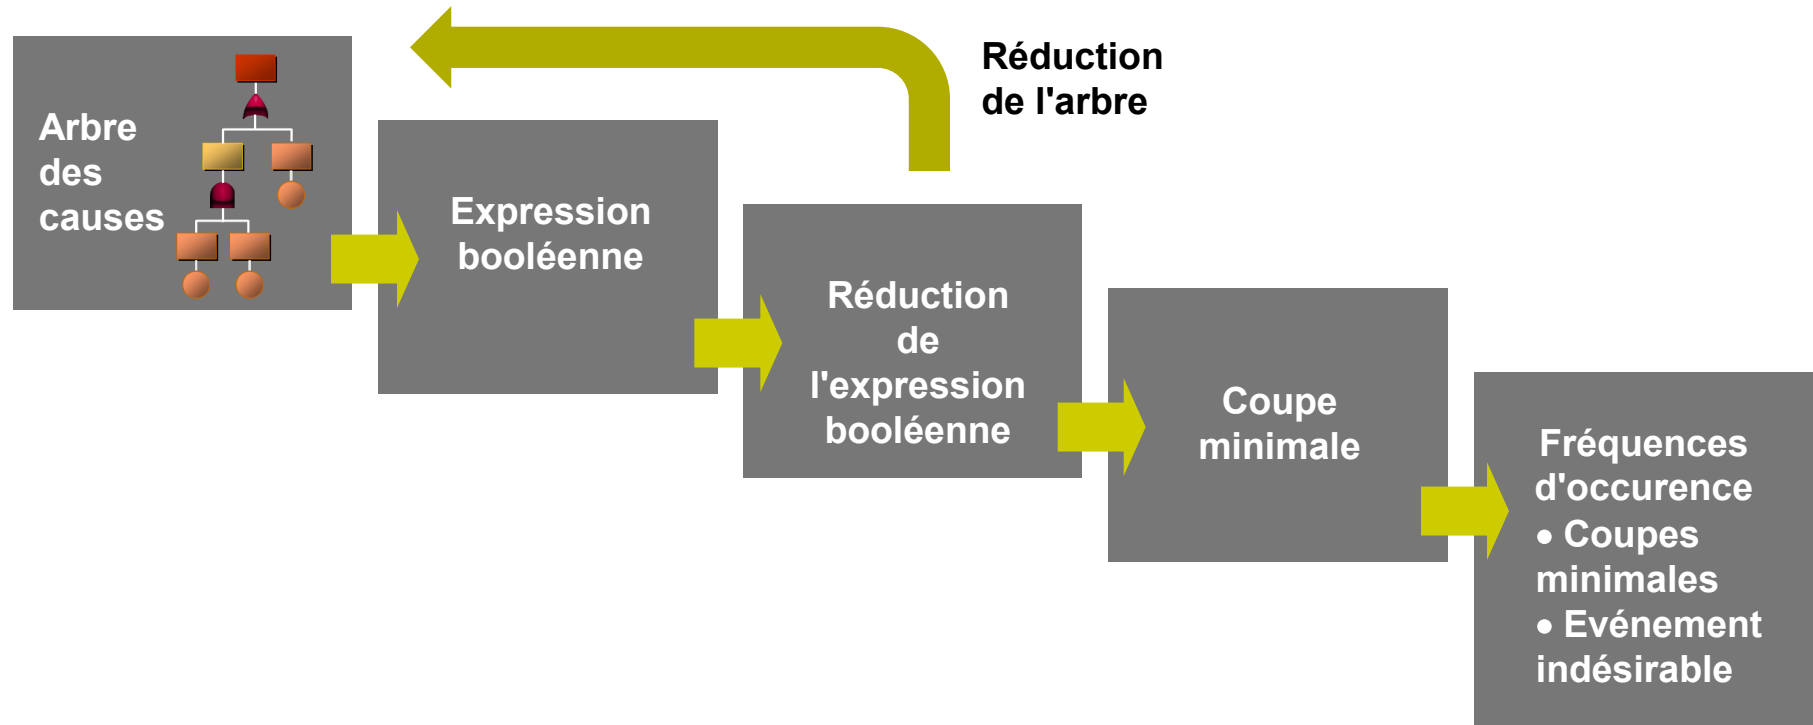 Arbre
des
causes
Réduction
de l'arbre
Expression
booléenne
Réduction
de
l'expression
booléenne
Coupe
minimale
Fréquences
d'occurence
• Coupes
minimales
• Evénement
indésirable